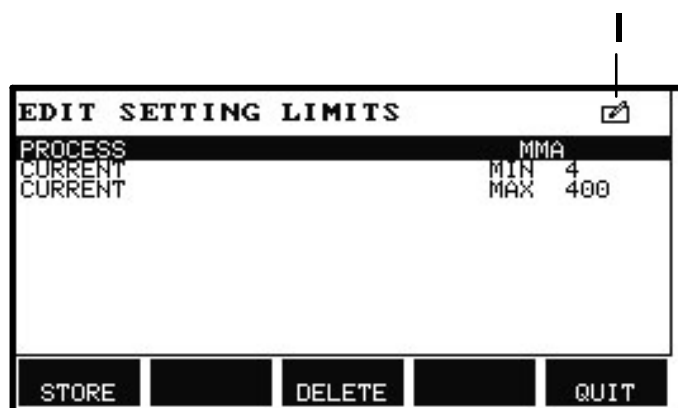 I
EDIT SETTING LIMITS
PROCESS MMA
CURRENT MIN 4
CURRENT MAX 400
STORE DELETE QUIT